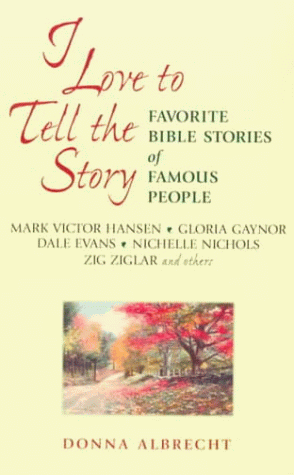 I
Love to
Tell the
Story
FAVORITE
BIBLE STORIES
of
FAMOUS
PEOPLE
MARK VICTOR HANSEN • GLORIA GAYNOR
DALE EVANS • NICHELLE NICHOLS
ZIG ZIGLAR and others
DONNA ALBRECHT